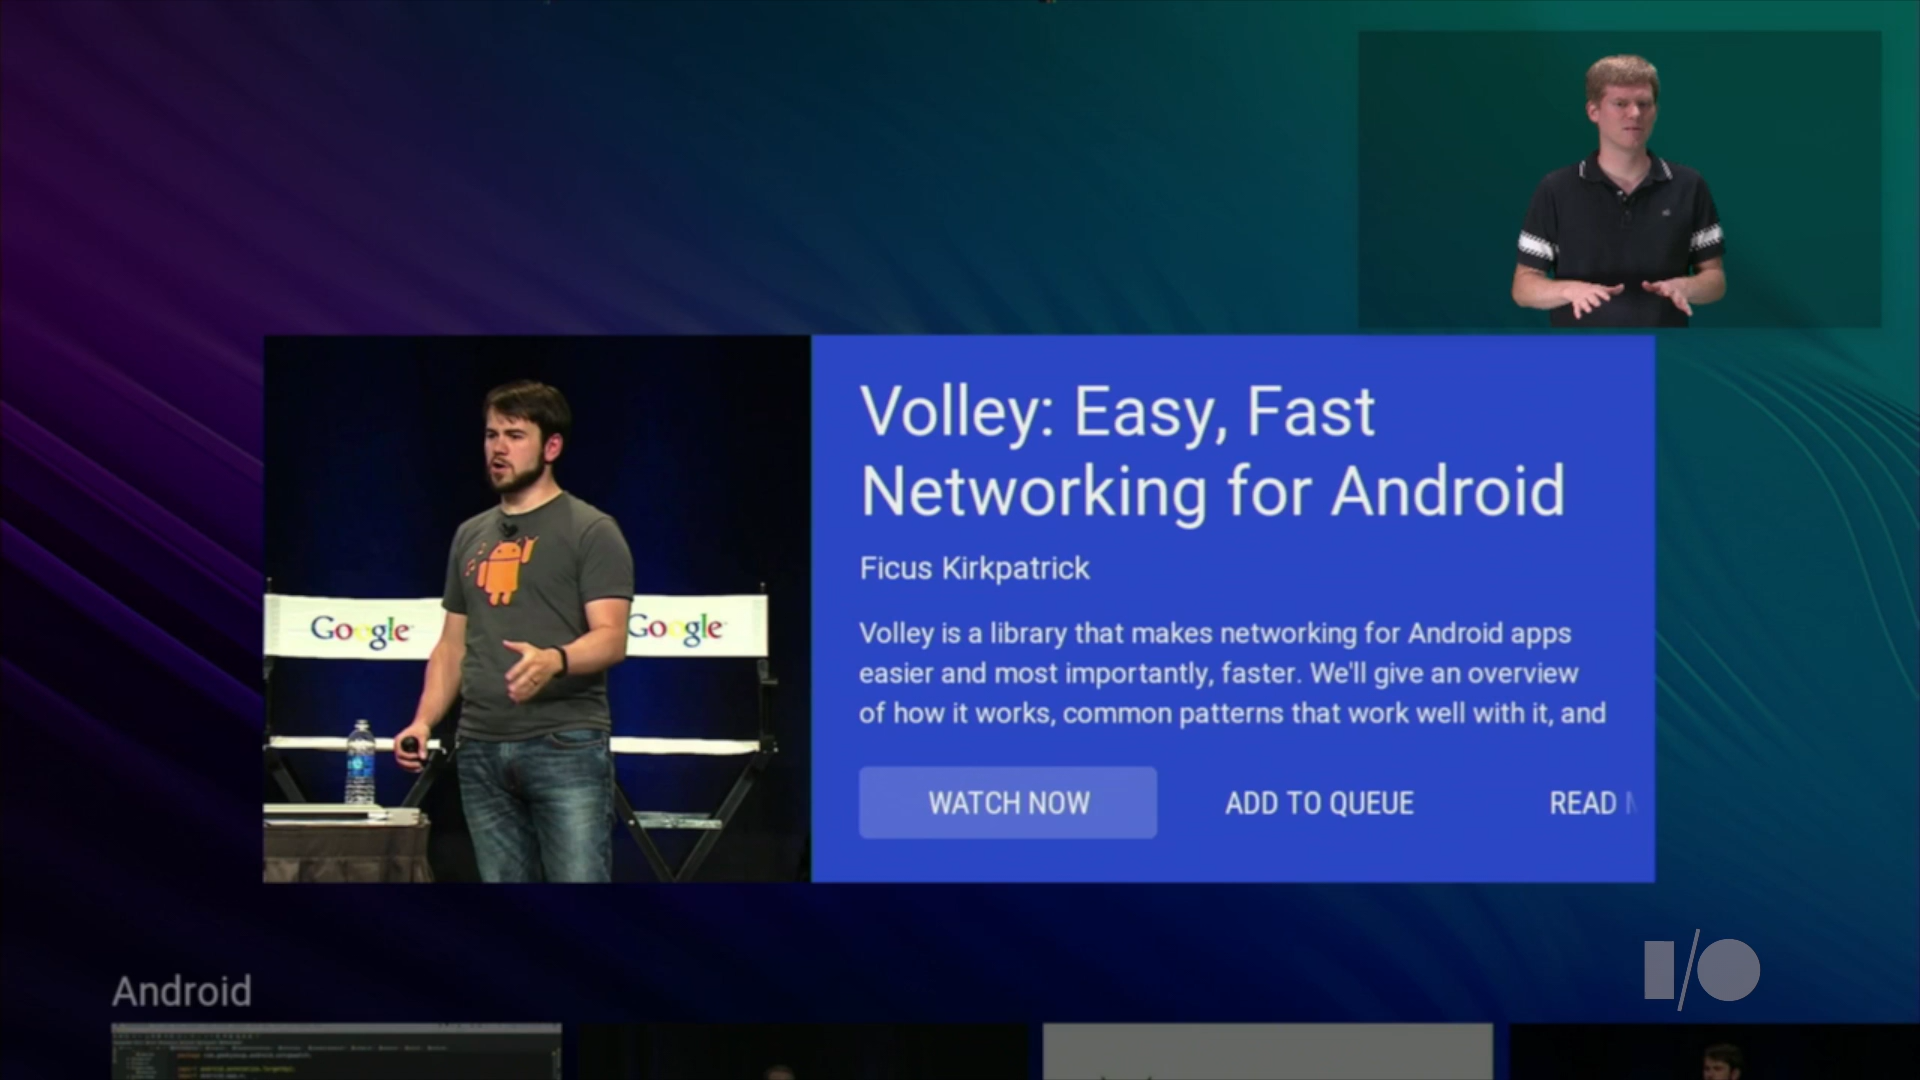 Volley: Easy, Fast
Networking for Android
Ficus Kirkpatrick
Volley is a library that makes networking for Android apps
easier and most importantly, faster. We'll give an overview
of how it works, common patterns that work well with it, and
WATCH NOW
ADD TO QUEUE
READ
Google
Google
I/O
Android